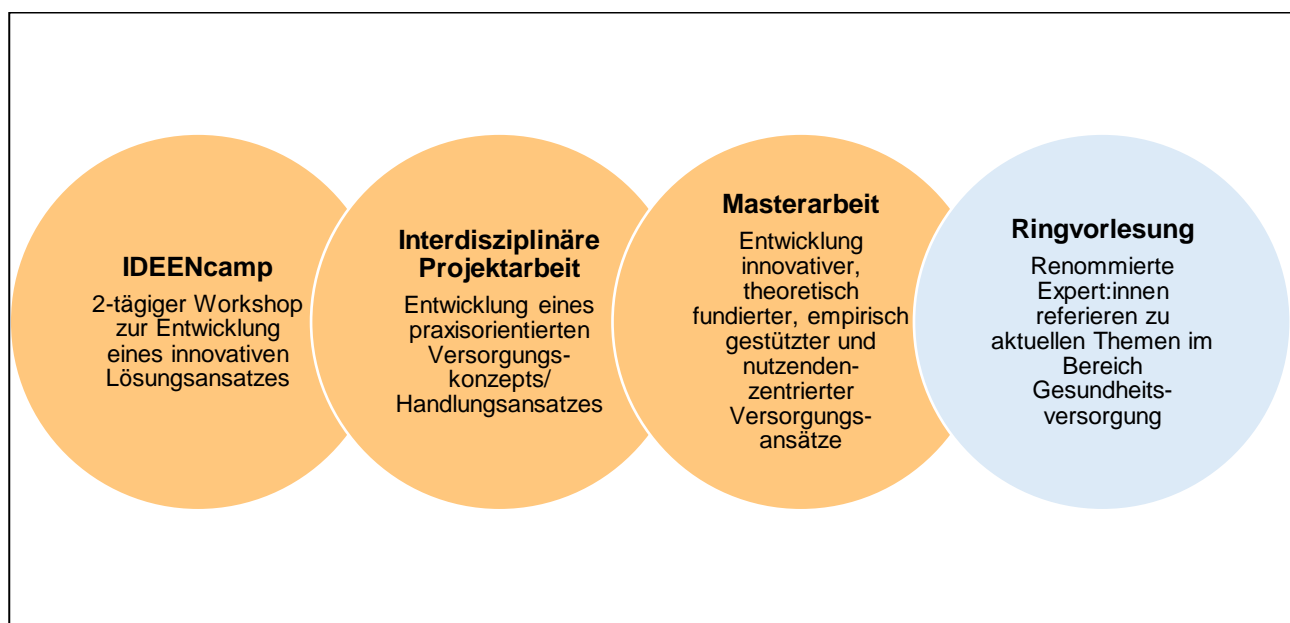 IDEENcamp
2-tägiger Workshop
zur Entwicklung
eines innovativen
Lösungsansatzes
Interdisziplinäre
Projektarbeit
Entwicklung eines
praxisorientierten
Versorgungs-
konzepts/
Handlungsansatzes
Masterarbeit
Entwicklung
innovativer,
theoretisch
fundierter, empirisch
gestützter und
nutzenden-
zentrierter
Versorgungs-
ansätze
Ringvorlesung
Renommierte
Expert:innen
referieren zu
aktuellen Themen im
Bereich
Gesundheits-
versorgung